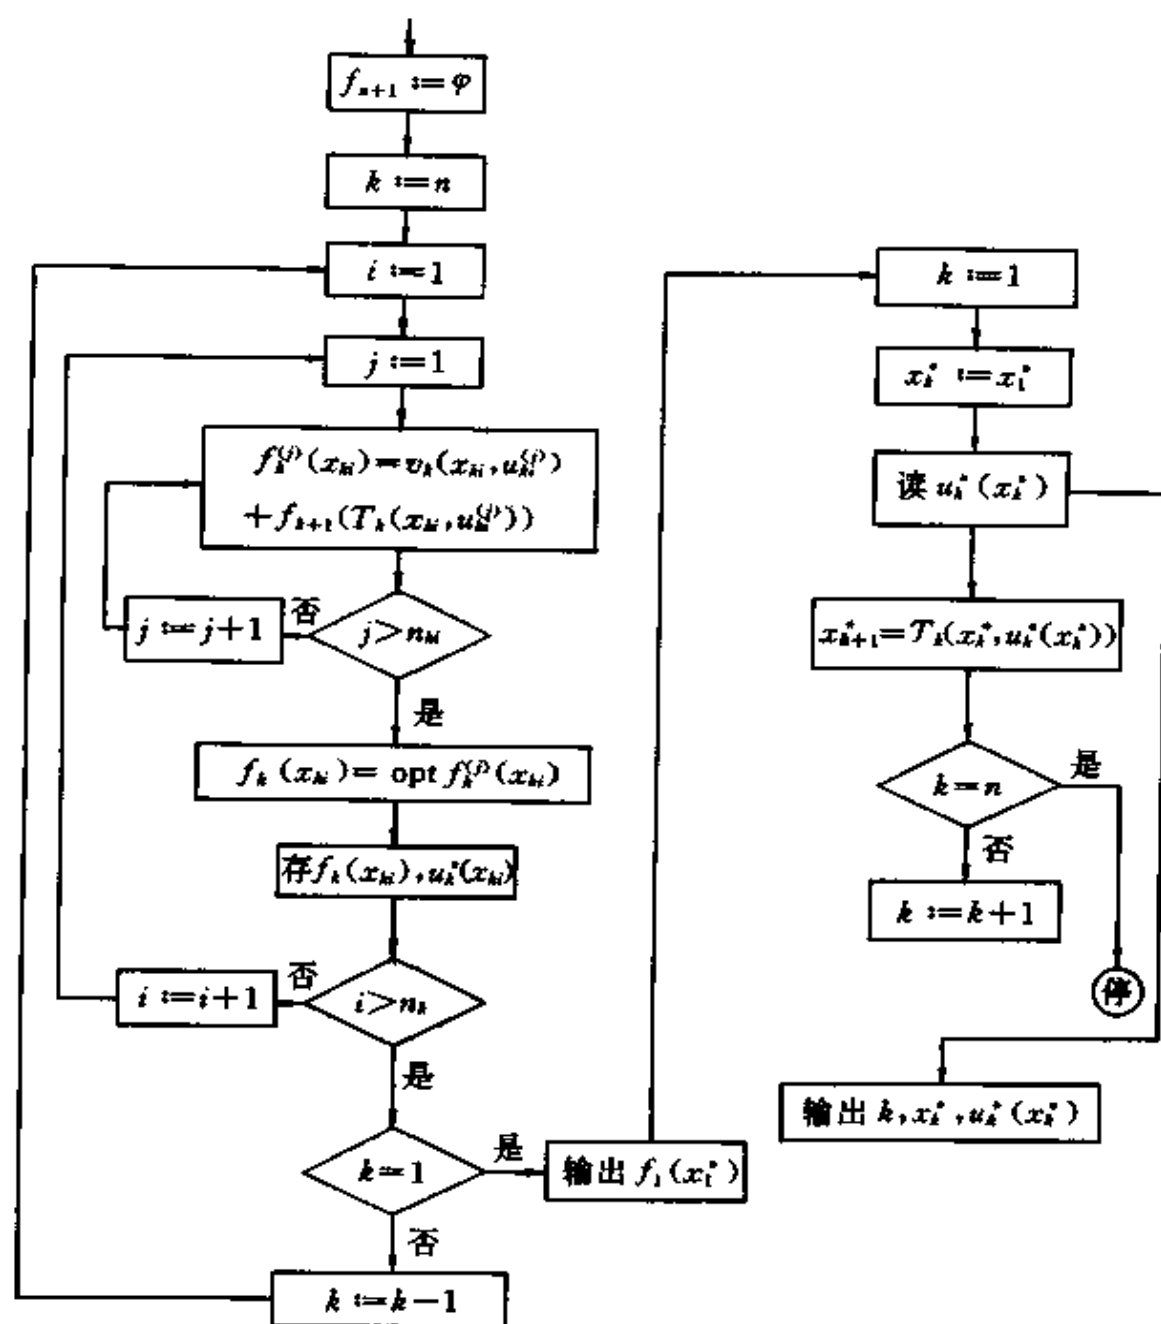 f_{n+1} := φ
k := n
i := 1
j := 1
f_k^{(j)}(x_{ki}) = v_k(x_{ki}, u_{ki}^{(j)})
+ f_{k+1}(T_k(x_{ki}, u_{ki}^{(j)}))
j := j+1
否
j > n_{ki}
是
f_k(x_{ki}) = opt f_k^{(j)}(x_{ki})
存 f_k(x_{ki}), u_k^*(x_{ki})
i := i+1
否
i > n_k
是
k = 1
是
输出 f_1(x_1^*)
否
k := k-1
k := 1
x_k^* := x_1^*
读 u_k^*(x_k^*)
x_{k+1}^* = T_k(x_k^*, u_k^*(x_k^*))
k = n
是
否
k := k+1
停
输出 k, x_k^*, u_k^*(x_k^*)